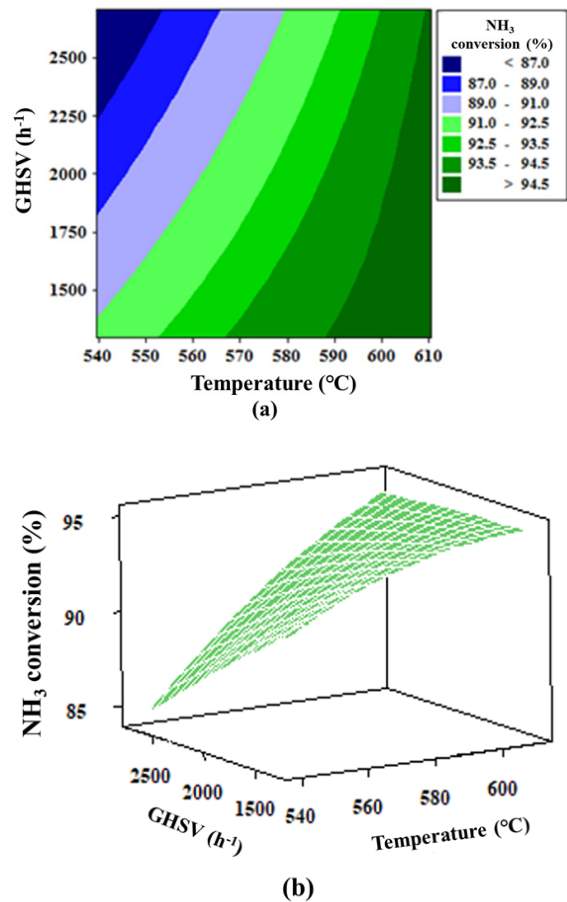 NH₃
conversion (%)
< 87.0
87.0 - 89.0
89.0 - 91.0
91.0 - 92.5
92.5 - 93.5
93.5 - 94.5
> 94.5
GHSV (h⁻¹)
2500
2250
2000
1750
1500
540 550 560 570 580 590 600 610
Temperature (°C)
(a)
NH₃ conversion (%)
95
90
85
2500 2000 1500
GHSV (h⁻¹)
540 560 580 600
Temperature (°C)
(b)